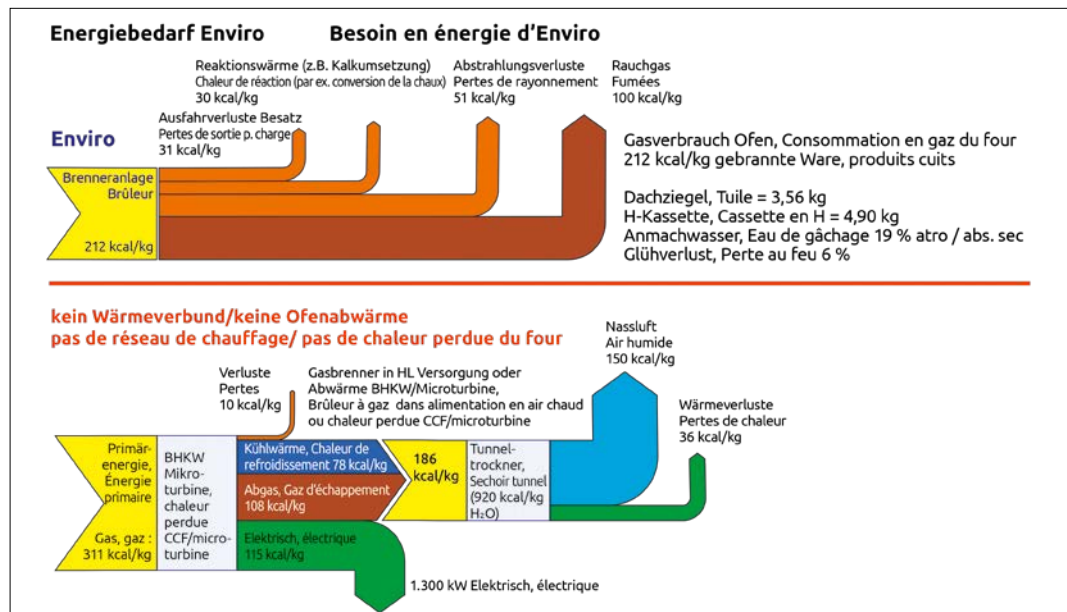 Energiebedarf Enviro
Besoin en énergie d’Enviro
Reaktionswärme (z.B. Kalkumsetzung)
Chaleur de réaction (par ex. conversion de la chaux)
30 kcal/kg
Abstrahlungsverluste
Pertes de rayonnement
51 kcal/kg
Rauchgas
Fumées
100 kcal/kg
Ausfahrverluste Besatz
Pertes de sortie p. charge
31 kcal/kg
Enviro
Brenneranlage
Brûleur
212 kcal/kg
Gasverbrauch Ofen, Consommation en gaz du four
212 kcal/kg gebrannte Ware, produits cuits
Dachziegel, Tuile = 3,56 kg
H-Kassette, Cassette en H = 4,90 kg
Anmachwasser, Eau de gâchage 19 % atro / abs. sec
Glühverlust, Perte au feu 6 %
kein Wärmeverbund/keine Ofenabwärme
pas de réseau de chauffage/ pas de chaleur perdue du four
Nassluft
Air humide
150 kcal/kg
Verluste
Pertes
10 kcal/kg
Gasbrenner in HL Versorgung oder
Abwärme BHKW/Microturbine,
Brûleur à gaz dans alimentation en air chaud
ou chaleur perdue CCF/microturbine
Wärmeverluste
Pertes de chaleur
36 kcal/kg
Primär-
energie,
Énergie
primaire
Gas, gaz :
311 kcal/kg
BHKW
Mikro-
turbine,
chaleur
perdue
CCF/micro-
turbine
Kühlwärme, Chaleur de
refroidissement 78 kcal/kg
Abgas, Gaz d’échappement
108 kcal/kg
Elektrisch, électrique
115 kcal/kg
186
kcal/kg
Tunnel-
trockner,
Sechoir tunnel
(920 kcal/kg
H₂O)
1.300 kW Elektrisch, électrique